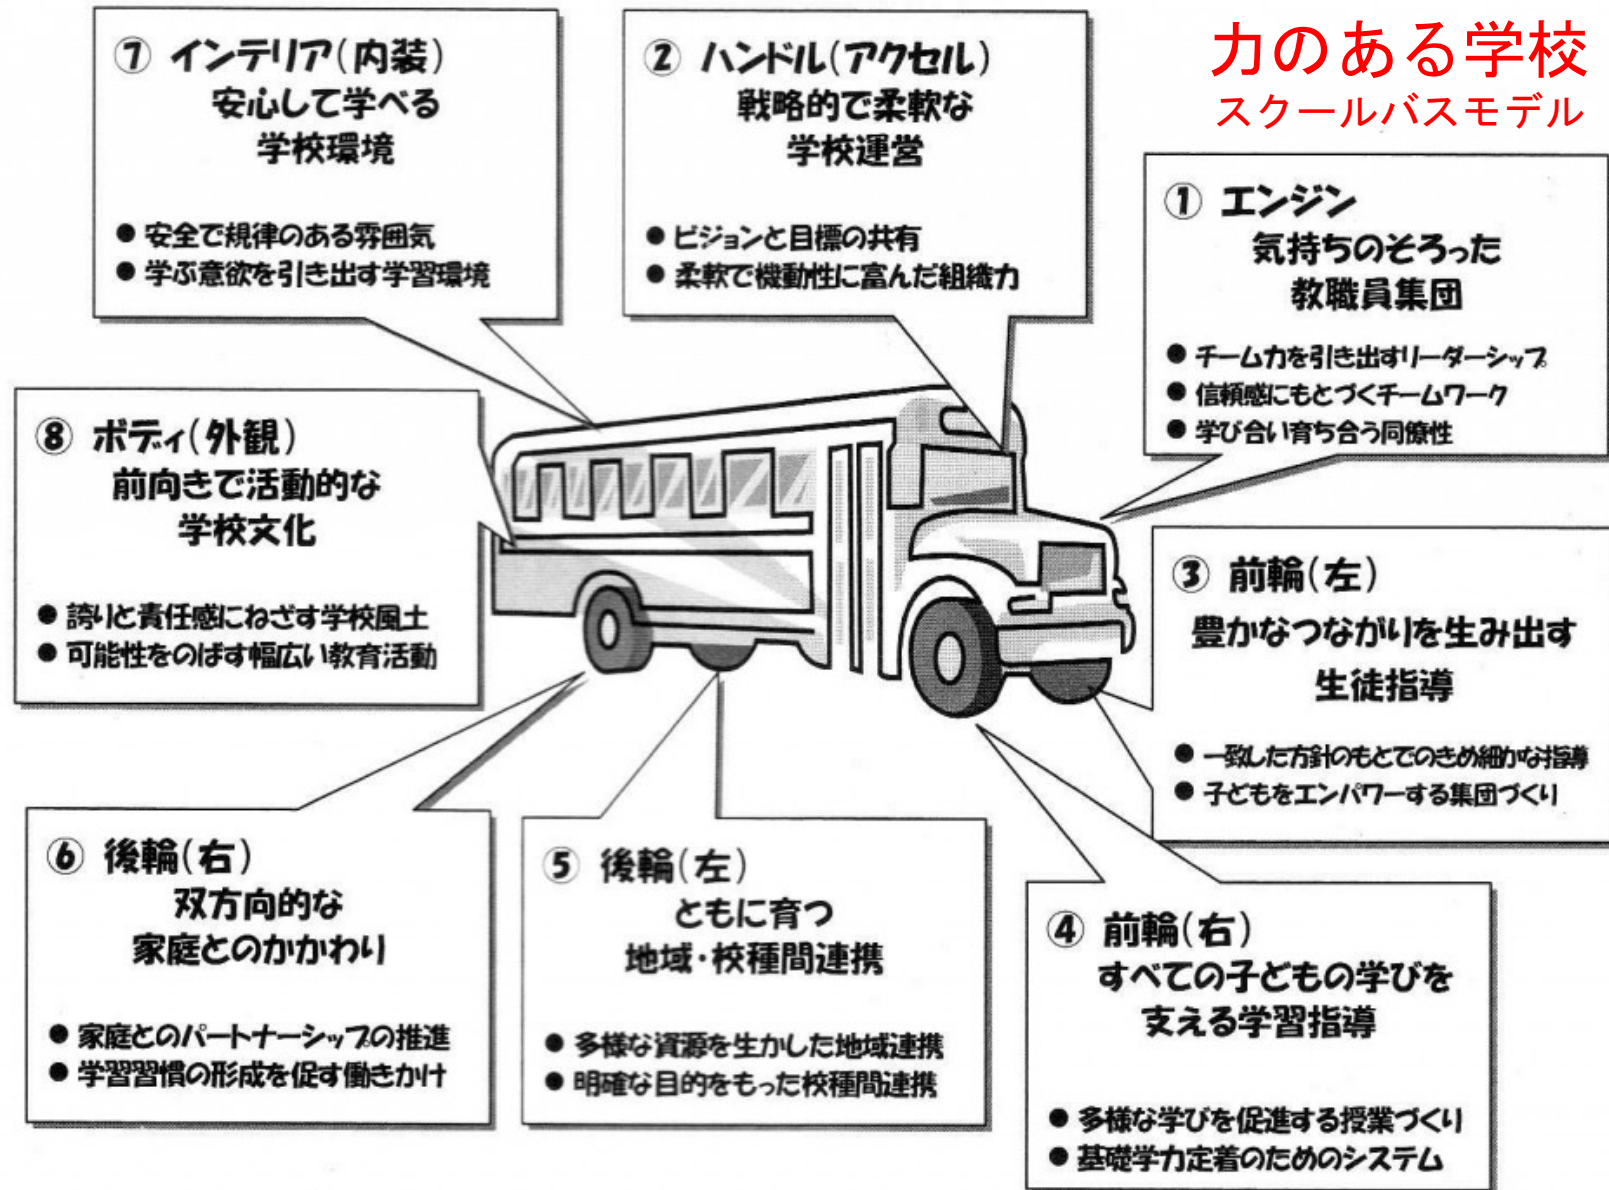 力のある学校
スクールバスモデル
⑦ インテリア(内装)
安心して学べる
学校環境
● 安全で規律のある雰囲気
● 学ぶ意欲を引き出す学習環境
② ハンドル(アクセル)
戦略的で柔軟な
学校運営
● ビジョンと目標の共有
● 柔軟で機動性に富んだ組織力
① エンジン
気持ちのそろった
教職員集団
● チーム力を引き出すリーダーシップ
● 信頼感にもとづくチームワーク
● 学び合い育ち合う同僚性
⑧ ボディ(外観)
前向きで活動的な
学校文化
● 誇りと責任感にねざす学校風土
● 可能性をのばす幅広い教育活動
③ 前輪(左)
豊かなつながりを生み出す
生徒指導
● 一致した方針のもとでのきめ細かな指導
● 子どもをエンパワーする集団づくり
⑥ 後輪(右)
双方向的な
家庭とのかかわり
● 家庭とのパートナーシップの推進
● 学習習慣の形成を促す働きかけ
⑤ 後輪(左)
ともに育つ
地域・校種間連携
● 多様な資源を生かした地域連携
● 明確な目的をもった校種間連携
④ 前輪(右)
すべての子どもの学びを
支える学習指導
● 多様な学びを促進する授業づくり
● 基礎学力定着のためのシステム